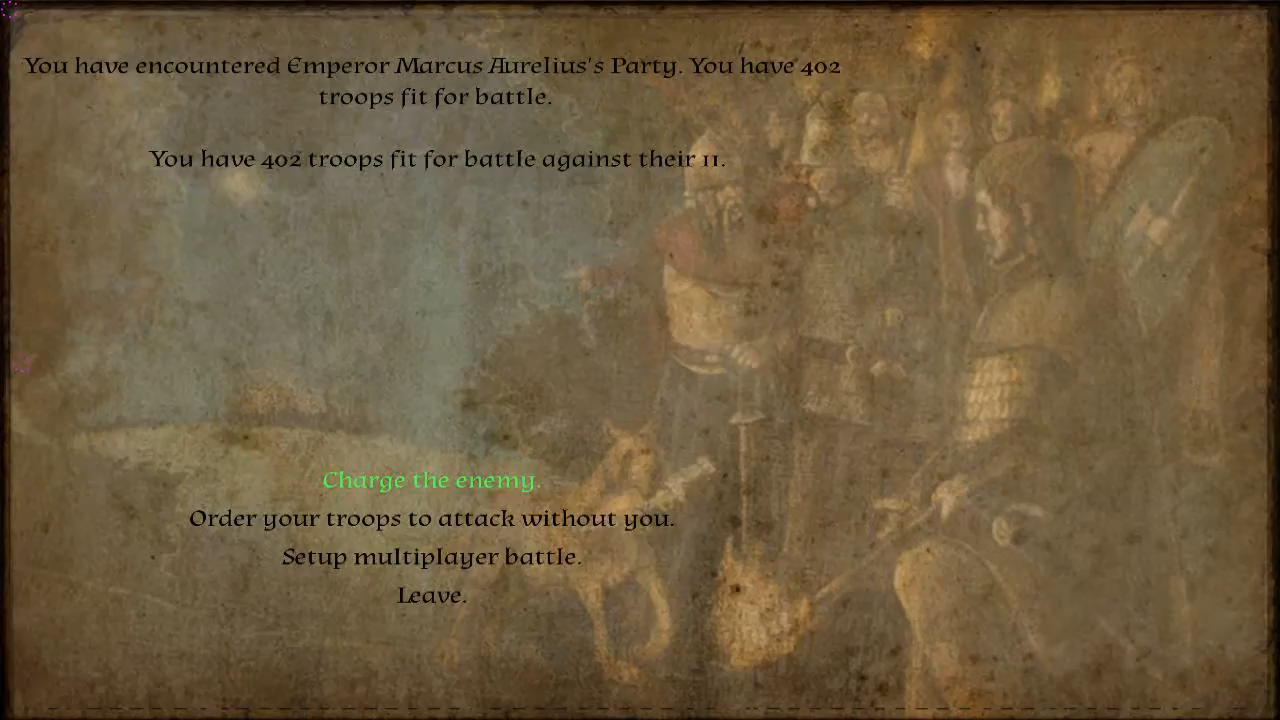 You have encountered Emperor Marcus Aurelius's Party. You have 402
troops fit for battle.
You have 402 troops fit for battle against their 11.
Charge the enemy.
Order your troops to attack without you.
Setup multiplayer battle.
Leave.